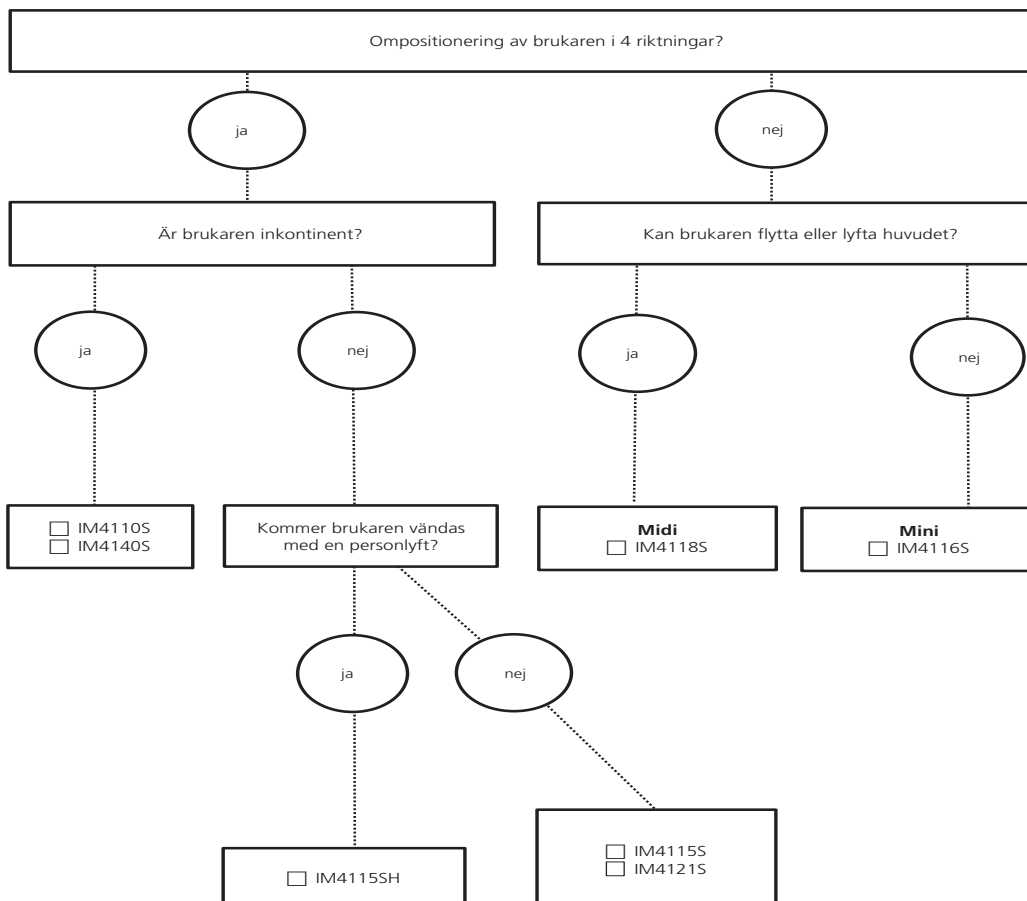 Ompositionering av brukaren i 4 riktningar?
ja
nej
Är brukaren inkontinent?
Kan brukaren flytta eller lyfta huvudet?
ja
nej
ja
nej
IM4110S
IM4140S
Kommer brukaren vändas
med en personlyft?
Midi
IM4118S
Mini
IM4116S
ja
nej
IM4115SH
IM4115S
IM4121S